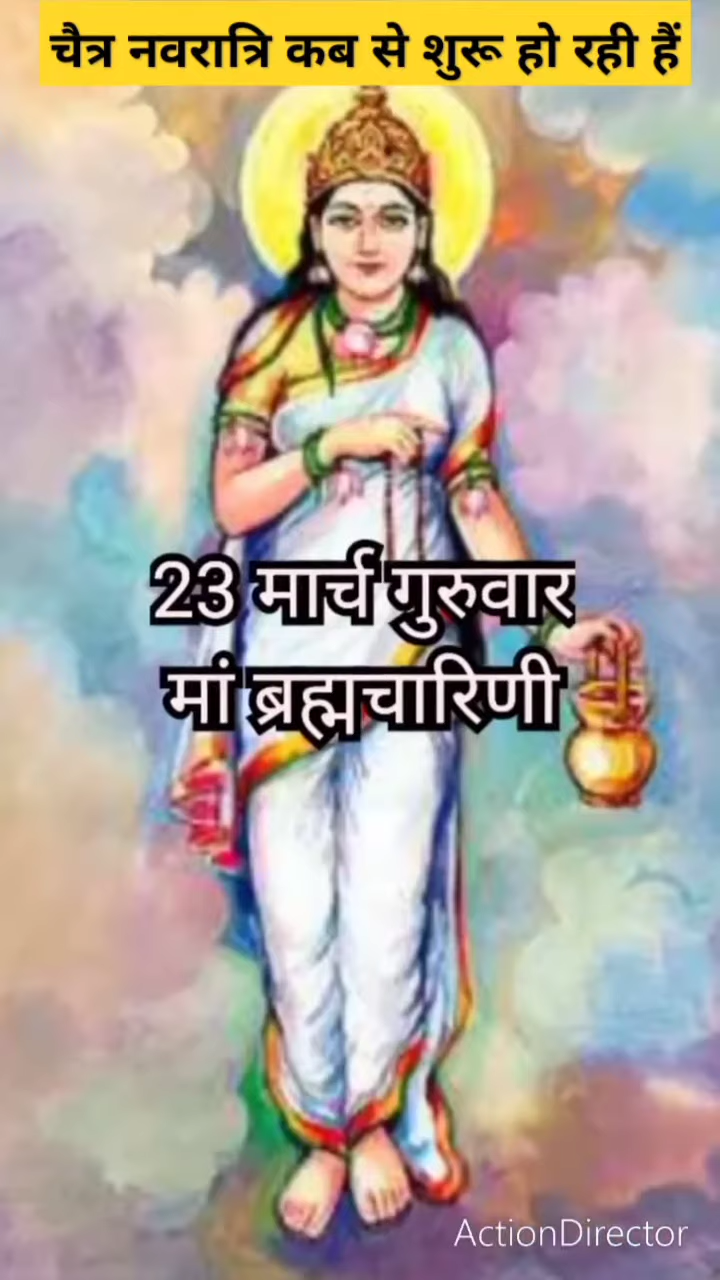 चैत्र नवरात्रि कब से शुरू हो रही हैं
23 मार्च गुरुवार
मां ब्रह्मचारिणी
ActionDirector